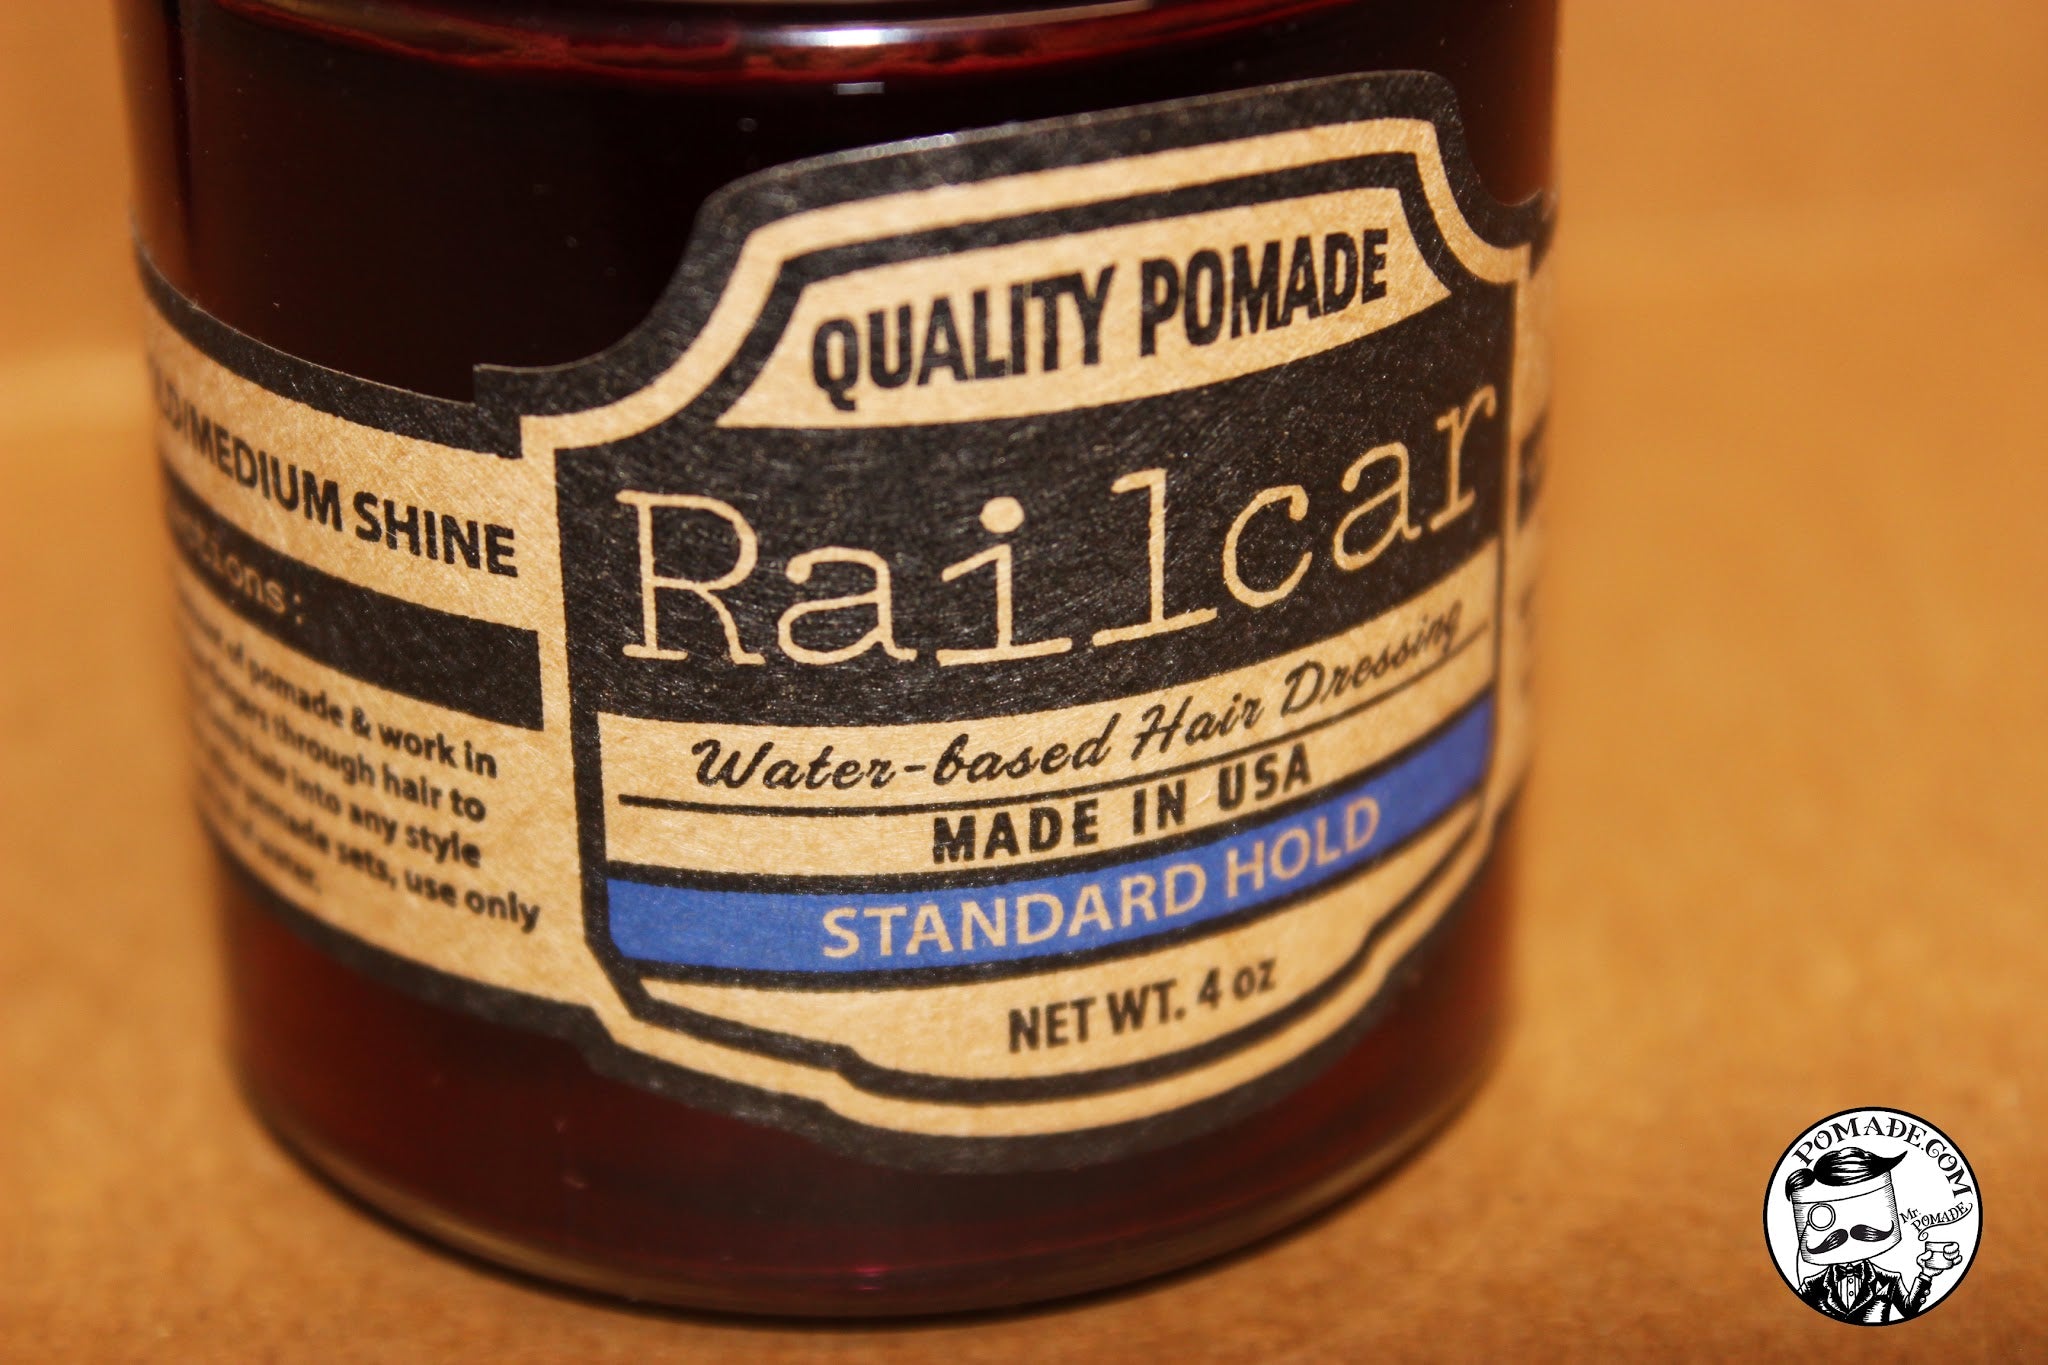 QUALITY POMADE
Railcar
Water-based Hair Dressing
MADE IN USA
STANDARD HOLD
NET WT. 4 oz
/MEDIUM SHINE
of pomade & work in
through hair to
hair into any style
pomade sets, use only
water.
POMADE.COM
Mr. POMADE